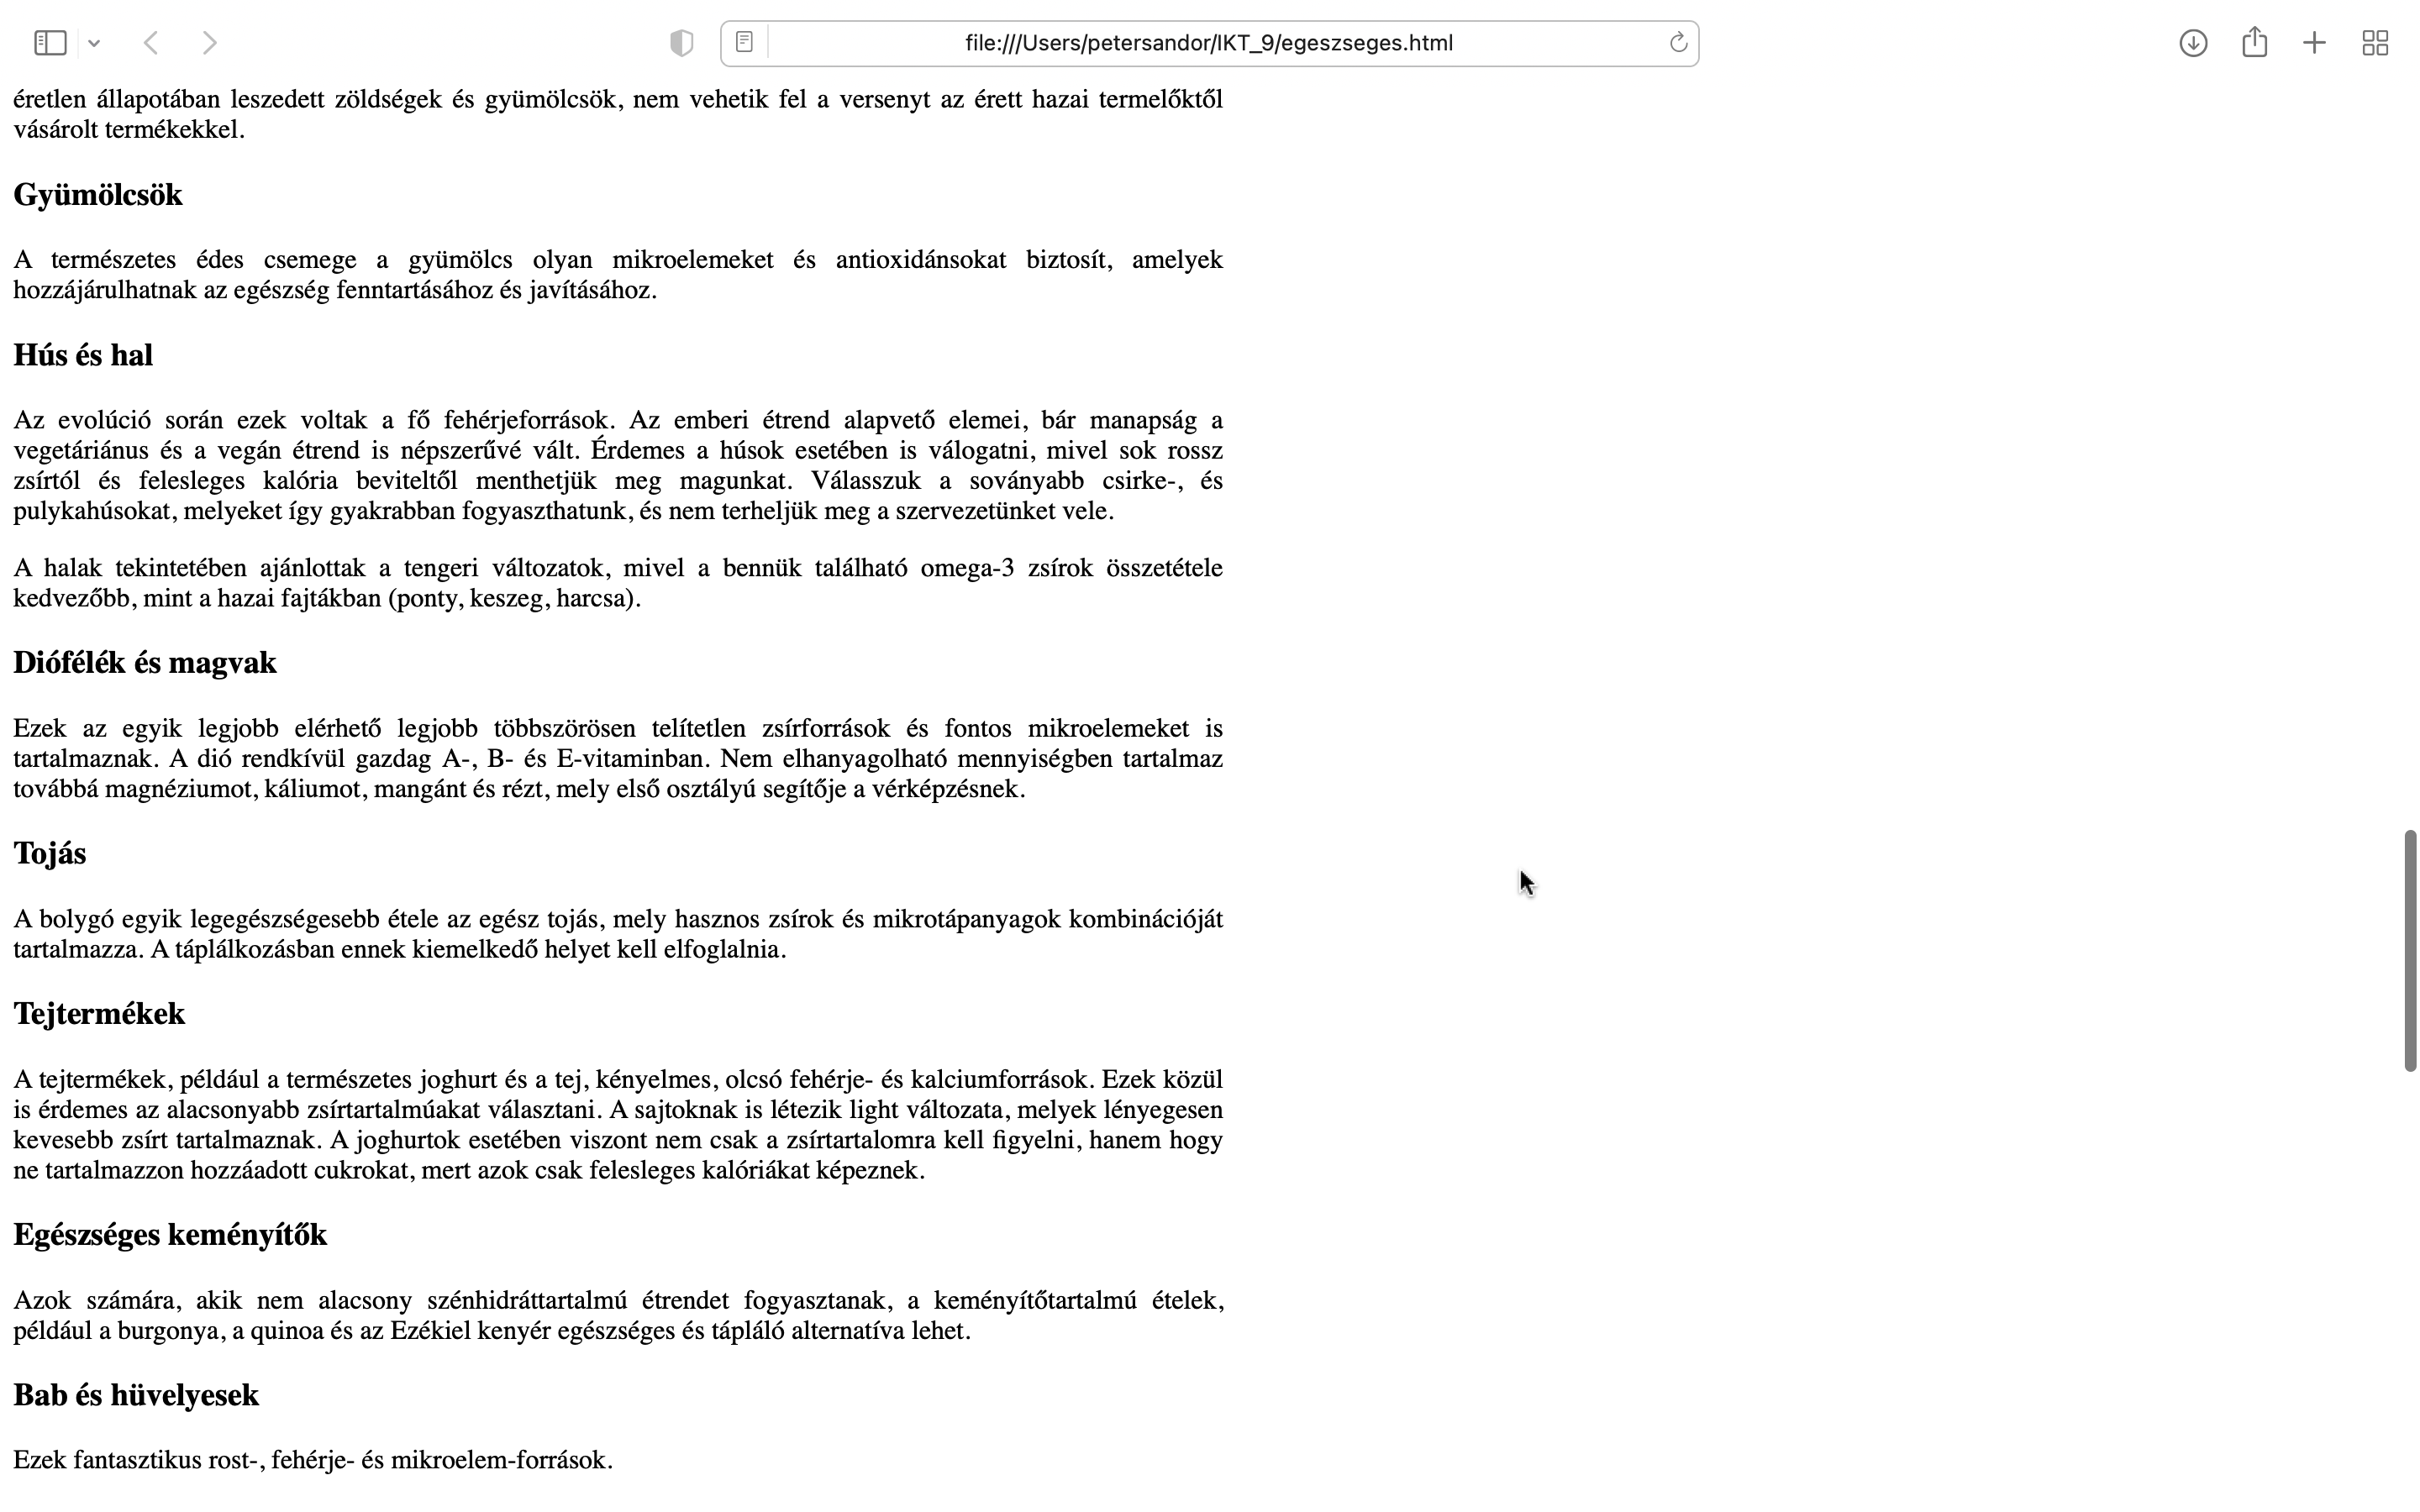 file:///Users/petersandor/IKT_9/egeszseges.html
éretlen állapotában leszedett zöldségek és gyümölcsök, nem vehetik fel a versenyt az érett hazai termelőktől
vásárolt termékekkel.
Gyümölcsök
A természetes édes csemege a gyümölcs olyan mikroelemeket és antioxidánsokat biztosít, amelyek
hozzájárulhatnak az egészség fenntartásához és javításához.
Hús és hal
Az evolúció során ezek voltak a fő fehérjeforrások. Az emberi étrend alapvető elemei, bár manapság a
vegetáriánus és a vegán étrend is népszerűvé vált. Érdemes a húsok esetében is válogatni, mivel sok rossz
zsírtól és felesleges kalória beviteltől menthetjük meg magunkat. Válasszuk a soványabb csirke-, és
pulykahúsokat, melyeket így gyakrabban fogyaszthatunk, és nem terheljük meg a szervezetünket vele.
A halak tekintetében ajánlottak a tengeri változatok, mivel a bennük található omega-3 zsírok összetétele
kedvezőbb, mint a hazai fajtákban (ponty, keszeg, harcsa).
Diófélék és magvak
Ezek az egyik legjobb elérhető legjobb többszörösen telítetlen zsírforrások és fontos mikroelemeket is
tartalmaznak. A dió rendkívül gazdag A-, B- és E-vitaminban. Nem elhanyagolható mennyiségben tartalmaz
továbbá magnéziumot, káliumot, mangánt és rézt, mely első osztályú segítője a vérképzésnek.
Tojás
A bolygó egyik legegészségesebb étele az egész tojás, mely hasznos zsírok és mikrotápanyagok kombinációját
tartalmazza. A táplálkozásban ennek kiemelkedő helyet kell elfoglalnia.
Tejtermékek
A tejtermékek, például a természetes joghurt és a tej, kényelmes, olcsó fehérje- és kalciumforrások. Ezek közül
is érdemes az alacsonyabb zsírtartalmúakat választani. A sajtoknak is létezik light változata, melyek lényegesen
kevesebb zsírt tartalmaznak. A joghurtok esetében viszont nem csak a zsírtartalomra kell figyelni, hanem hogy
ne tartalmazzon hozzáadott cukrokat, mert azok csak felesleges kalóriákat képeznek.
Egészséges keményítők
Azok számára, akik nem alacsony szénhidráttartalmú étrendet fogyasztanak, a keményítőtartalmú ételek,
például a burgonya, a quinoa és az Ezékiel kenyér egészséges és tápláló alternatíva lehet.
Bab és hüvelyesek
Ezek fantasztikus rost-, fehérje- és mikroelem-források.